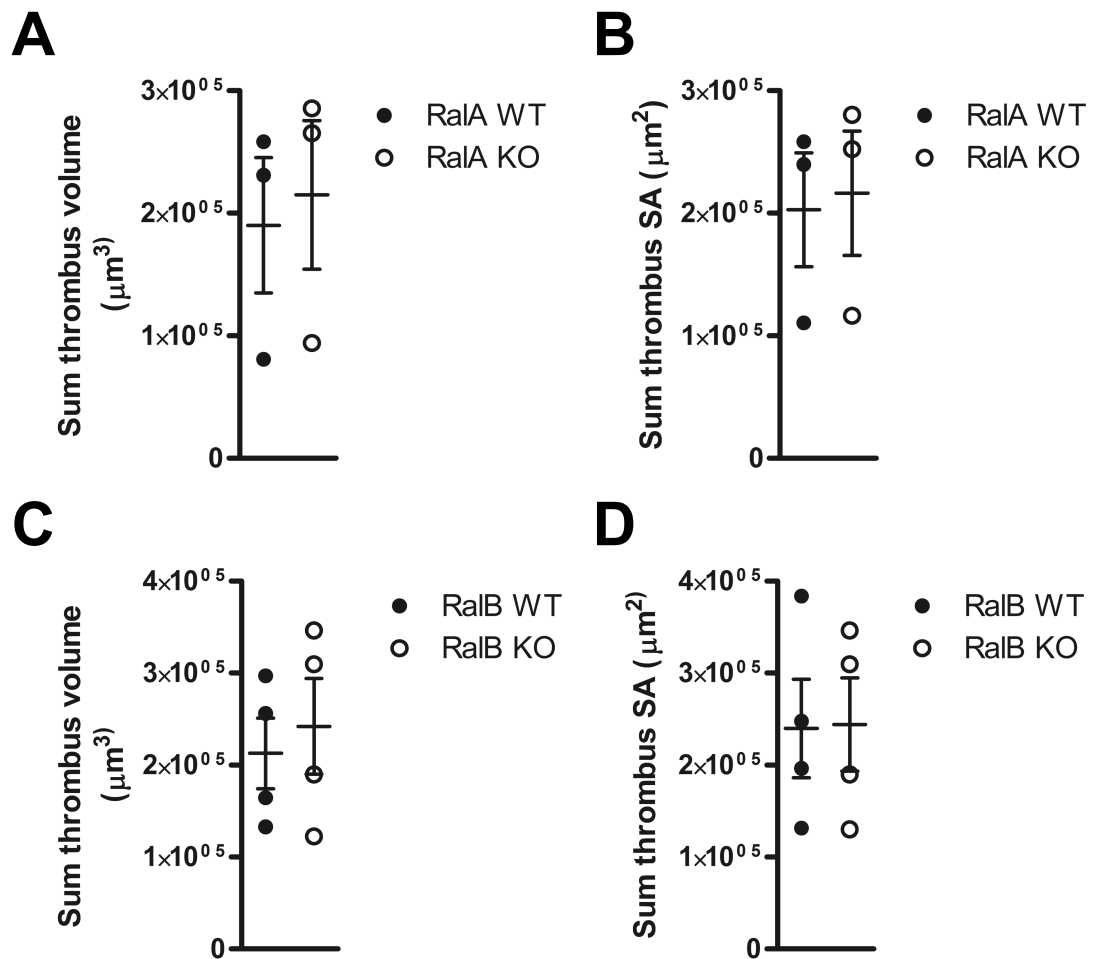 A
Sum thrombus volume
(μm³)
3×10⁰⁵
2×10⁰⁵
1×10⁰⁵
0
RalA WT
RalA KO
B
Sum thrombus SA (μm²)
3×10⁰⁵
2×10⁰⁵
1×10⁰⁵
0
RalA WT
RalA KO
C
Sum thrombus volume
(μm³)
4×10⁰⁵
3×10⁰⁵
2×10⁰⁵
1×10⁰⁵
0
RalB WT
RalB KO
D
Sum thrombus SA (μm²)
4×10⁰⁵
3×10⁰⁵
2×10⁰⁵
1×10⁰⁵
0
RalB WT
RalB KO